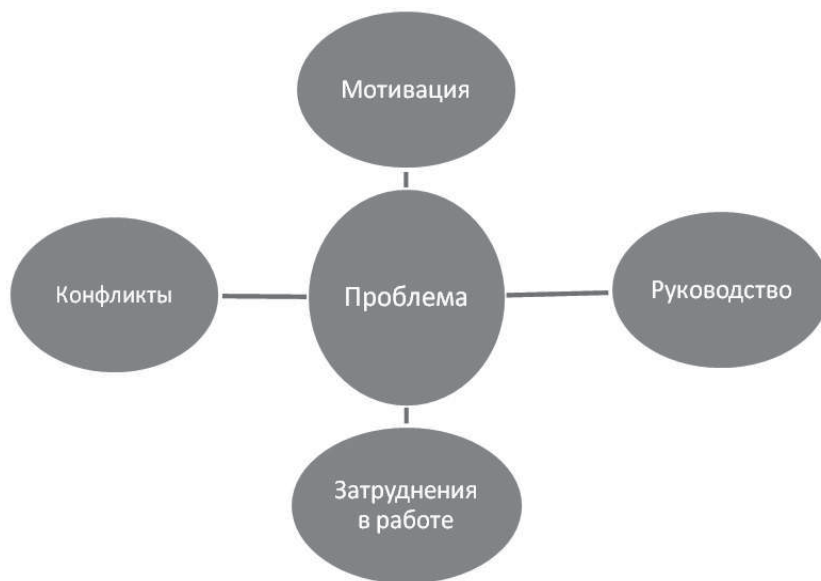 Мотивация
Конфликты
Проблема
Руководство
Затруднения
в работе